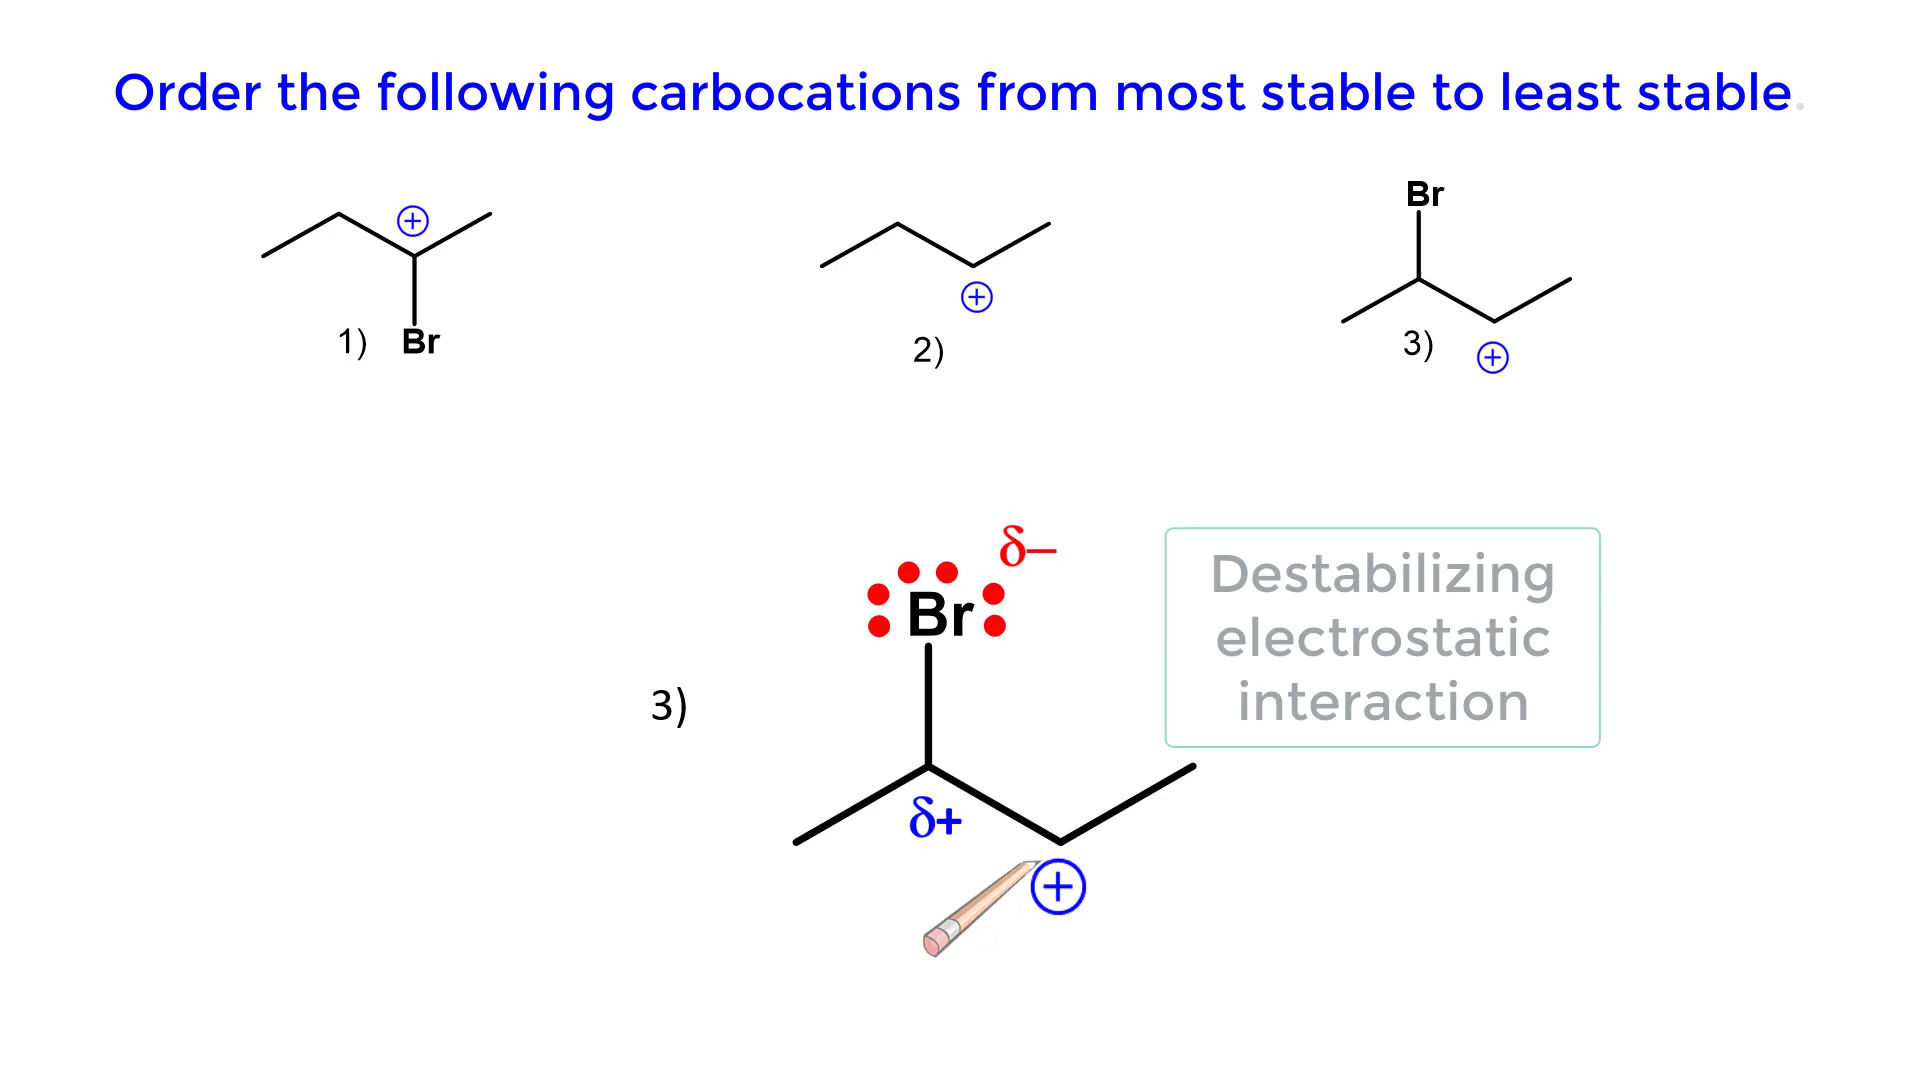 Order the following carbocations from most stable to least stable.
Br
⊕
1) Br
⊕
2)
3)
⊕
δ–
Br
Destabilizing
electrostatic
interaction
3)
δ+
⊕